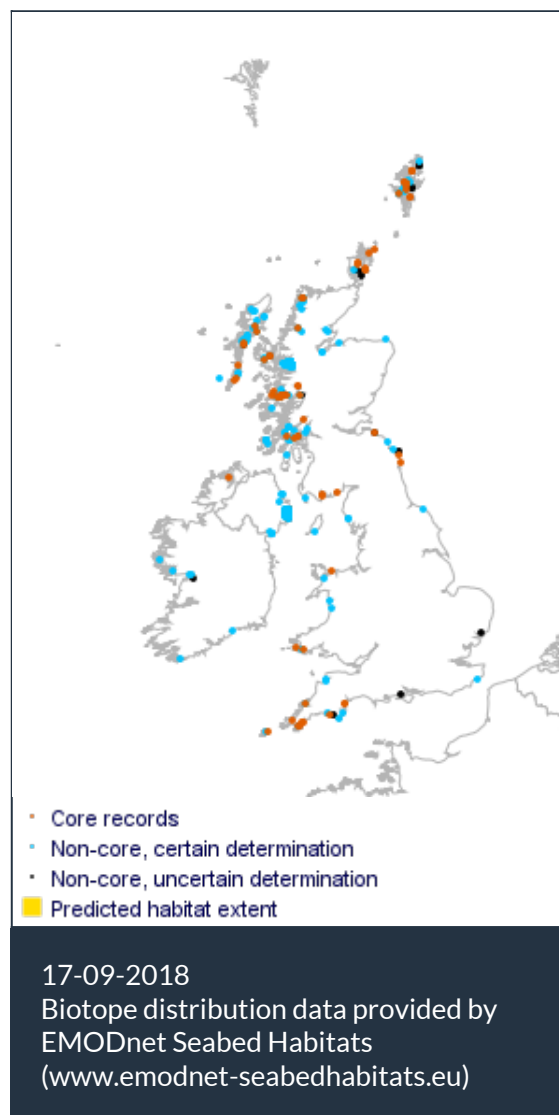 Core records
Non-core, certain determination
Non-core, uncertain determination
Predicted habitat extent
17-09-2018
Biotope distribution data provided by
EMODnet Seabed Habitats
(www.emodnet-seabedhabitats.eu)